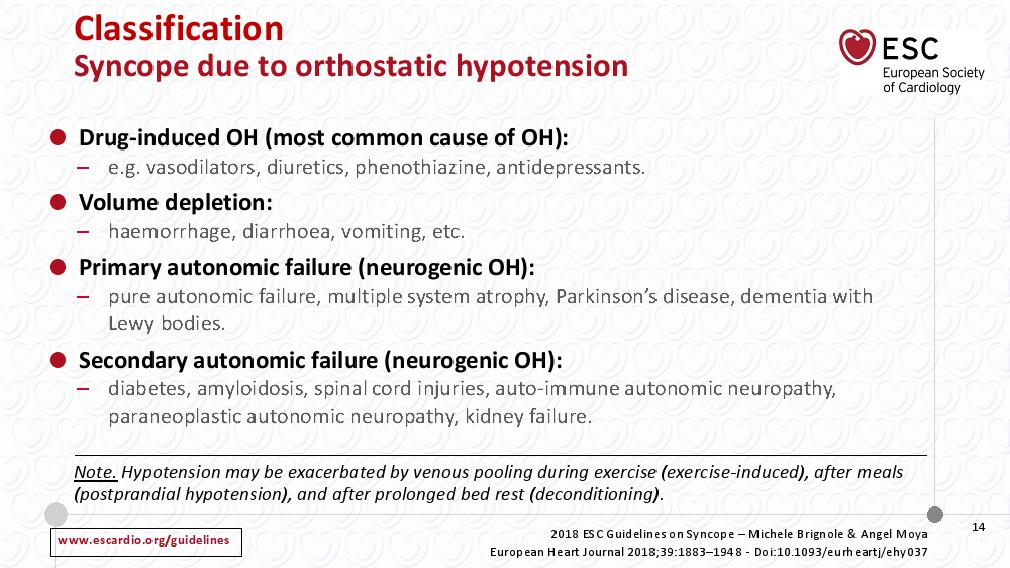 Classification
Syncope due to orthostatic hypotension
ESC
European Society
of Cardiology
● Drug-induced OH (most common cause of OH):
– e.g. vasodilators, diuretics, phenothiazine, antidepressants.
● Volume depletion:
– haemorrhage, diarrhoea, vomiting, etc.
● Primary autonomic failure (neurogenic OH):
– pure autonomic failure, multiple system atrophy, Parkinson’s disease, dementia with
Lewy bodies.
● Secondary autonomic failure (neurogenic OH):
– diabetes, amyloidosis, spinal cord injuries, auto-immune autonomic neuropathy,
paraneoplastic autonomic neuropathy, kidney failure.
Note. Hypotension may be exacerbated by venous pooling during exercise (exercise-induced), after meals
(postprandial hypotension), and after prolonged bed rest (deconditioning).
www.escardio.org/guidelines
2018 ESC Guidelines on Syncope – Michele Brignole & Angel Moya
European Heart Journal 2018;39:1883–1948 - Doi:10.1093/eurheartj/ehy037
14